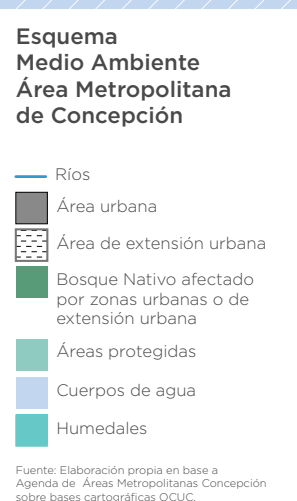 Esquema
Medio Ambiente
Área Metropolitana
de Concepción
Ríos
Área urbana
Área de extensión urbana
Bosque Nativo afectado
por zonas urbanas o de
extensión urbana
Áreas protegidas
Cuerpos de agua
Humedales
Fuente: Elaboración propia en base a
Agenda de Áreas Metropolitanas Concepción
sobre bases cartográficas OCUC.